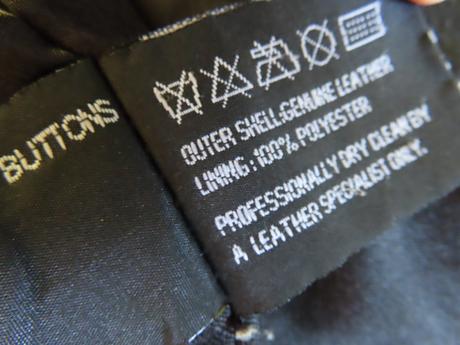 BUTTONS
OUTER SHELL:GENUINE LEATHER
LINING : 100% POLYESTER
PROFESSIONALLY DRY CLEAN BY
A LEATHER SPECIALIST ONLY.